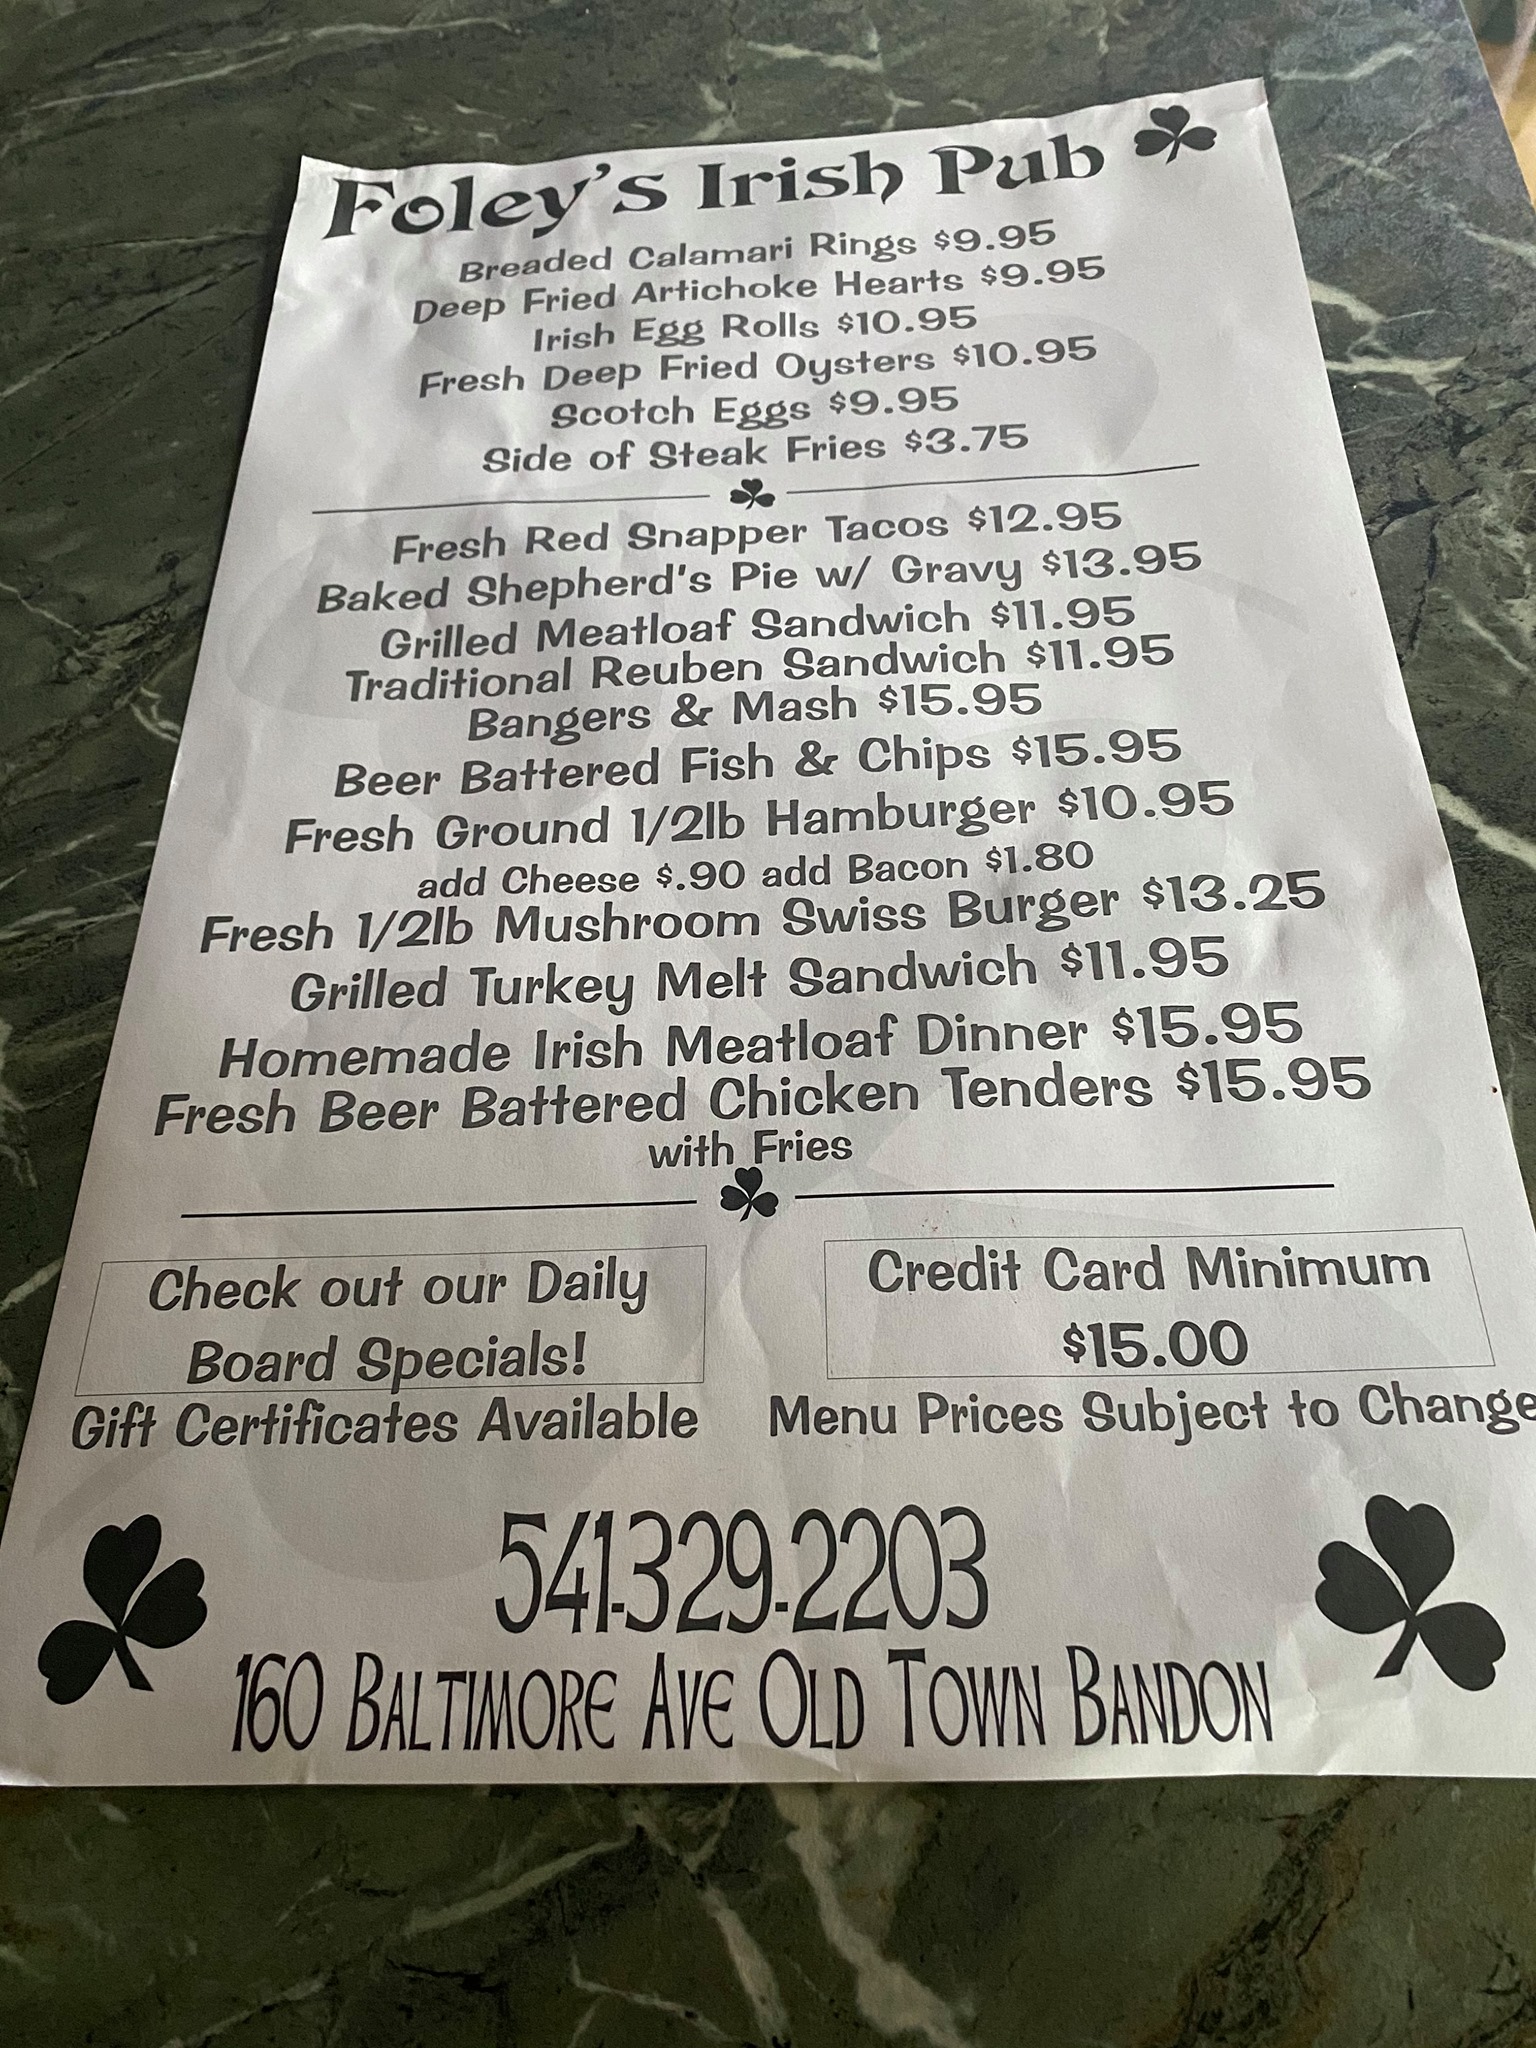 Foley's Irish Pub
Breaded Calamari Rings $9.95
Deep Fried Artichoke Hearts $9.95
Irish Egg Rolls $10.95
Fresh Deep Fried Oysters $10.95
Scotch Eggs $9.95
Side of Steak Fries $3.75
Fresh Red Snapper Tacos $12.95
Baked Shepherd's Pie w/ Gravy $13.95
Grilled Meatloaf Sandwich $11.95
Traditional Reuben Sandwich $11.95
Bangers & Mash $15.95
Beer Battered Fish & Chips $15.95
Fresh Ground 1/2lb Hamburger $10.95
add Cheese $.90 add Bacon $1.80
Fresh 1/2lb Mushroom Swiss Burger $13.25
Grilled Turkey Melt Sandwich $11.95
Homemade Irish Meatloaf Dinner $15.95
Fresh Beer Battered Chicken Tenders $15.95
with Fries
Check out our Daily
Board Specials!
Credit Card Minimum
$15.00
Gift Certificates Available
Menu Prices Subject to Change
541-329-2203
160 Baltimore Ave Old Town Bandon